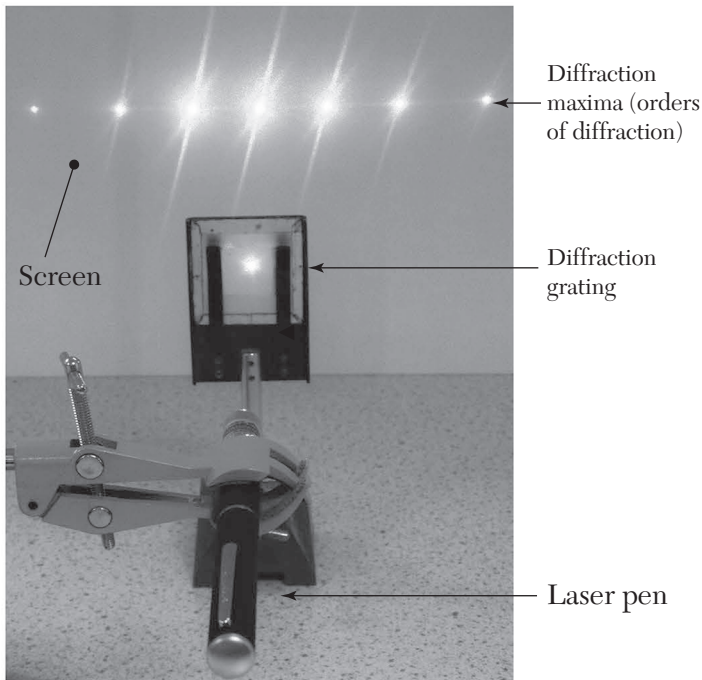 Diffraction
maxima (orders
of diffraction)
Diffraction
grating
Screen
Laser pen